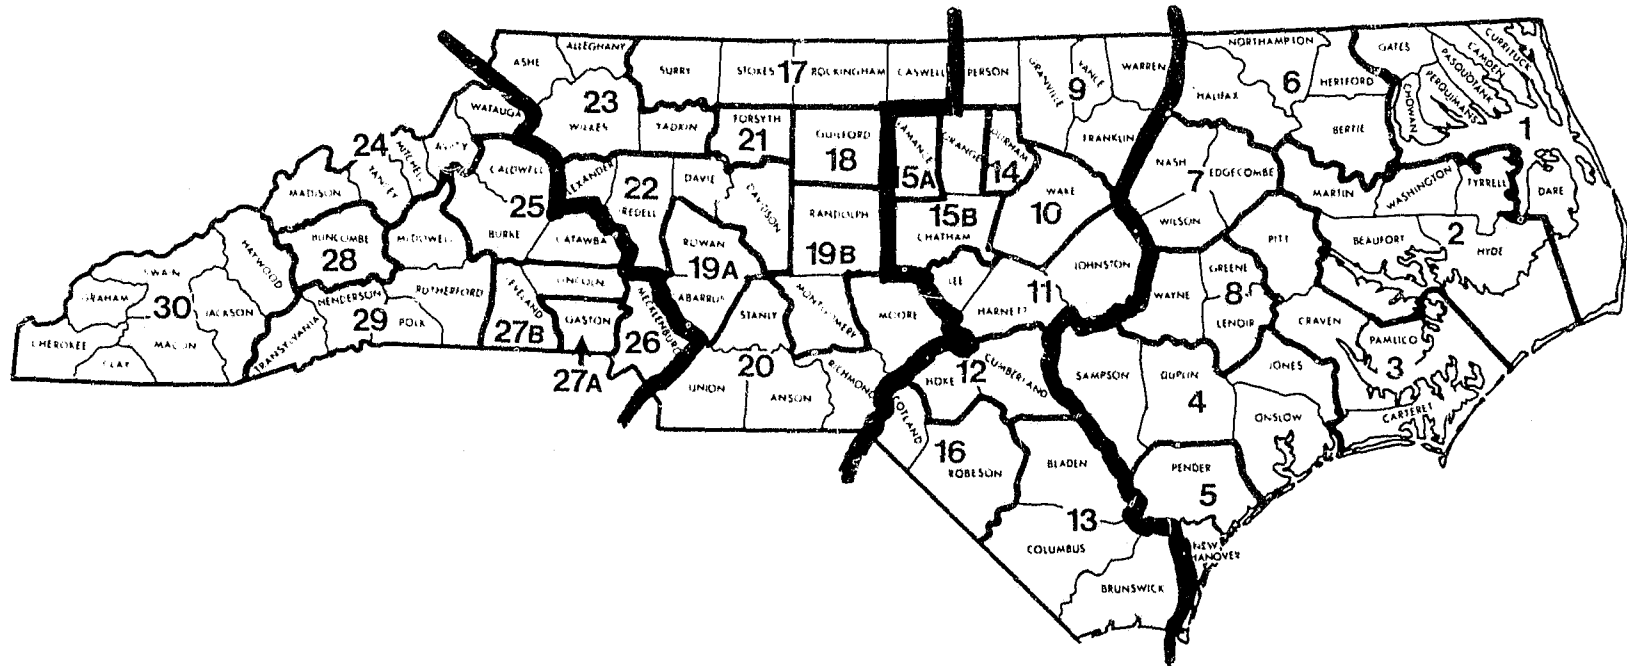 ASHE
ALLEGHANY
SURRY
STOKES
17
ROCKINGHAM
CASWELL
PERSON
GRANVILLE
VANCE
9
WARREN
FRANKLIN
NORTHAMPTON
6
HALIFAX
HERTFORD
BERTIE
GATES
CURRITUCK
CAMDEN
PASQUOTANK
PERQUIMANS
CHOWAN
1
WATAUGA
23
WILKES
YADKIN
FORSYTH
21
GUILFORD
18
15A
ORANGE
DURHAM
14
WAKE
10
NASH
7
EDGECOMBE
WILSON
MARTIN
WASHINGTON
TYRRELL
DARE
24
MITCHELL
YANCEY
MADISON
CALDWELL
25
BURKE
CATAWBA
22
DAVIE
DAVIDSON
ROWAN
19A
RANDOLPH
19B
15B
CHATHAM
LEE
11
HARNETT
JOHNSTON
WAYNE
GREENE
8
LENOIR
PITT
BEAUFORT
2
HYDE
BUNCOMBE
28
McDOWELL
HAYWOOD
SWAIN
GRAHAM
30
JACKSON
CHEROKEE
CLAY
MACON
TRANSYLVANIA
HENDERSON
29
POLK
RUTHERFORD
27B
LINCOLN
GASTON
27A
MECKLENBURG
26
STANLY
20
UNION
ANSON
MONTGOMERY
RICHMOND
MOORE
HOKE
12
CUMBERLAND
SAMPSON
DUPLIN
4
JONES
CRAVEN
PAMLICO
3
CARTERET
ONSLOW
16
ROBESON
BLADEN
13
COLUMBUS
BRUNSWICK
PENDER
5
NEW
HANOVER